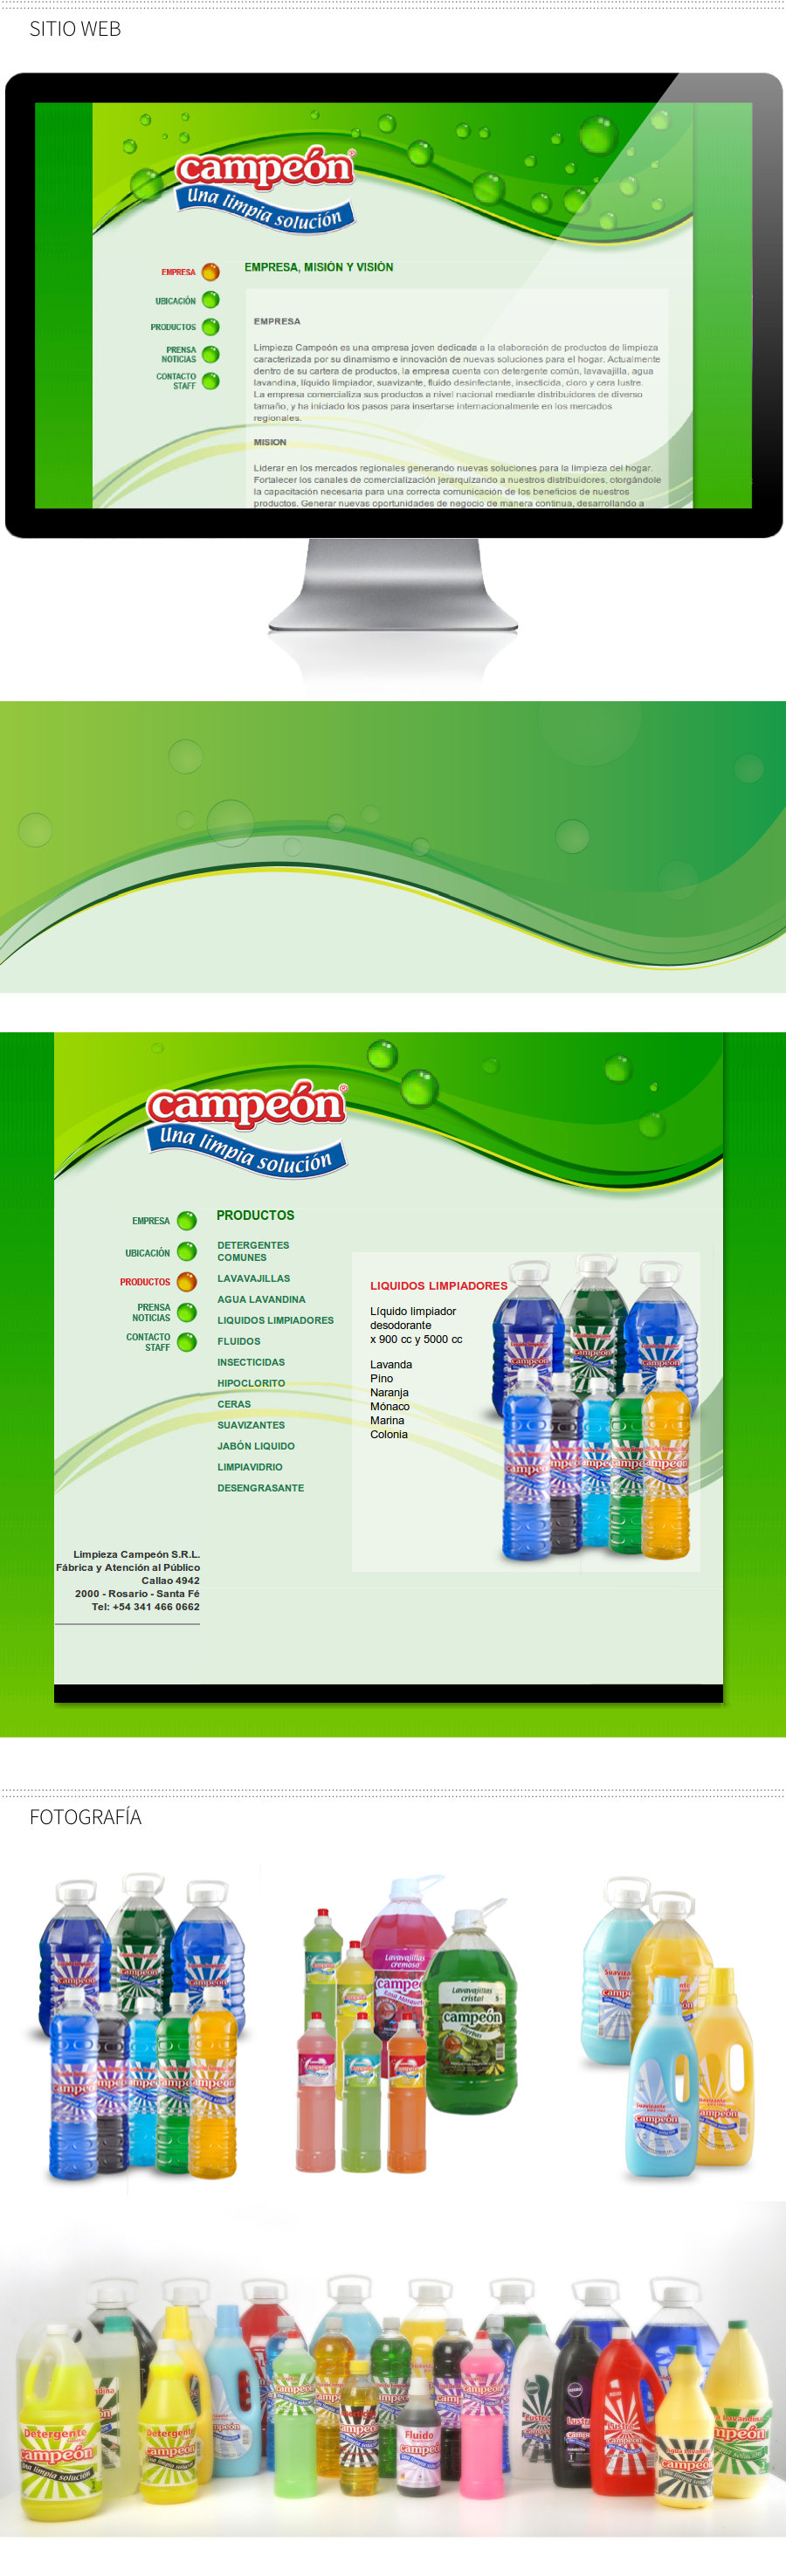 SITIO WEB
campeón
Una limpia solución
EMPRESA
UBICACIÓN
PRODUCTOS
PRENSA
NOTICIAS
CONTACTO
STAFF
EMPRESA, MISIÓN Y VISIÓN
EMPRESA
Limpieza Campeón es una empresa joven dedicada a la elaboración de productos de limpieza
caracterizada por su dinamismo e innovación de nuevas soluciones para el hogar. Actualmente
dentro de su cartera de productos, la empresa cuenta con detergente común, lavavajilla, agua
lavandina, líquido limpiador, suavizante, fluido desinfectante, insecticida, cloro y cera lustre.
La empresa comercializa sus productos a nivel nacional mediante distribuidores de diverso
tamaño, y ha iniciado los pasos para insertarse internacionalmente en los mercados
regionales.
MISION
Liderar en los mercados regionales generando nuevas soluciones para la limpieza del hogar.
Fortalecer los canales de comercialización jerarquizando a nuestros distribuidores, otorgándole
la capacitación necesaria para una correcta comunicación de los beneficios de nuestros
productos. Generar nuevas oportunidades de negocio de manera continua, desarrollando a
campeón
Una limpia solución
EMPRESA
UBICACIÓN
PRODUCTOS
PRENSA
NOTICIAS
CONTACTO
STAFF
PRODUCTOS
DETERGENTES
COMUNES
LAVAVAJILLAS
AGUA LAVANDINA
LIQUIDOS LIMPIADORES
FLUIDOS
INSECTICIDAS
HIPOCLORITO
CERAS
SUAVIZANTES
JABÓN LIQUIDO
LIMPIAVIDRIO
DESENGRASANTE
LIQUIDOS LIMPIADORES
Líquido limpiador
desodorante
x 900 cc y 5000 cc
Lavanda
Pino
Naranja
Mónaco
Marina
Colonia
Limpieza Campeón S.R.L.
Fábrica y Atención al Público
Callao 4942
2000 - Rosario - Santa Fé
Tel: +54 341 466 0662
FOTOGRAFÍA
Lavavajillas
campeó
Lavavajillas
cristal
campeón
Suavizante
campeón
Detergente
campeón
Una limpia solución
Detergente
campeón
Fluido
campeó
Lustra
campeón
campeón